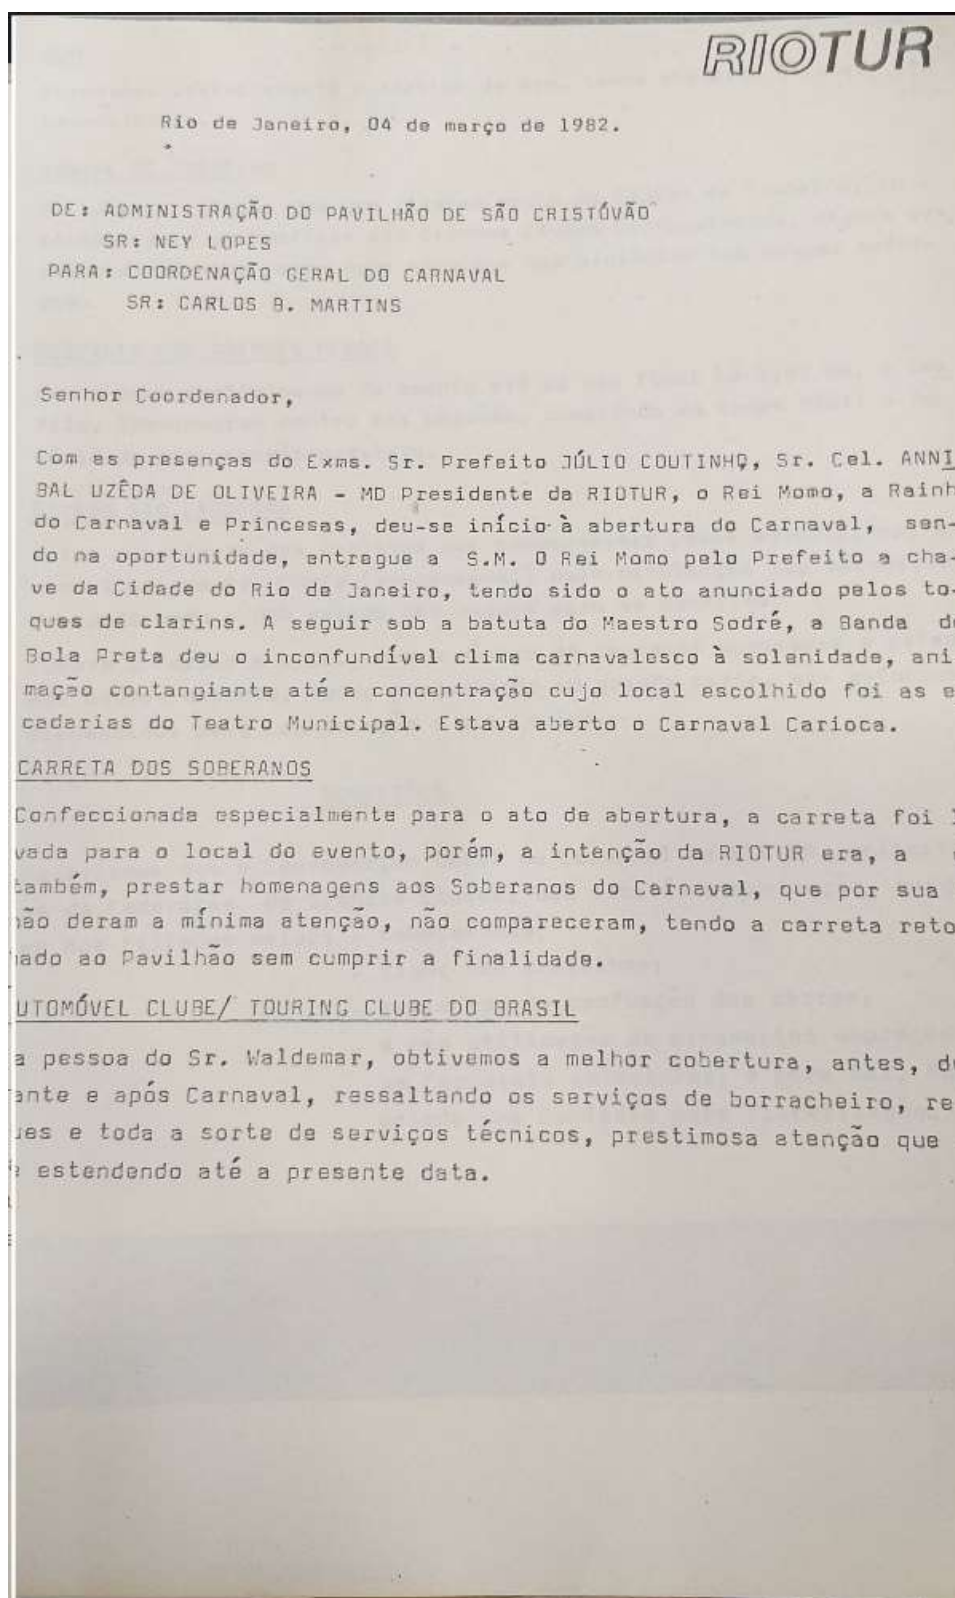 RIOTUR
Rio de Janeiro, 04 de março de 1982.
DE: ADMINISTRAÇÃO DO PAVILHÃO DE SÃO CRISTÓVÃO
SR: NEY LOPES
PARA: COORDENAÇÃO GERAL DO CARNAVAL
SR: CARLOS B. MARTINS
Senhor Coordenador,
Com as presenças do Exms. Sr. Prefeito JÚLIO COUTINHO, Sr. Cel. ANNI
BAL UZÊDA DE OLIVEIRA - MD Presidente da RIOTUR, o Rei Momo, a Rainh
do Carnaval e Princesas, deu-se início à abertura do Carnaval, sen-
do na oportunidade, entregue a S.M. O Rei Momo pelo Prefeito a cha-
ve da Cidade do Rio de Janeiro, tendo sido o ato anunciado pelos to-
ques de clarins. A seguir sob a batuta do Maestro Sodré, a Banda d
Bola Preta deu o inconfundível clima carnavalesco à solenidade, ani
mação contangiante até a concentração cujo local escolhido foi as e
cadarias do Teatro Municipal. Estava aberto o Carnaval Carioca.
CARRETA DOS SOBERANOS
Confeccionada especialmente para o ato de abertura, a carreta foi
vada para o local do evento, porém, a intenção da RIOTUR era, a
também, prestar homenagens aos Soberanos do Carnaval, que por sua
não deram a mínima atenção, não compareceram, tendo a carreta reto
nado ao Pavilhão sem cumprir a finalidade.
UTOMÓVEL CLUBE/ TOURING CLUBE DO BRASIL
a pessoa do Sr. Waldemar, obtivemos a melhor cobertura, antes, d
ante e após Carnaval, ressaltando os serviços de borracheiro, re
ues e toda a sorte de serviços técnicos, prestimosa atenção que
e estendendo até a presente data.